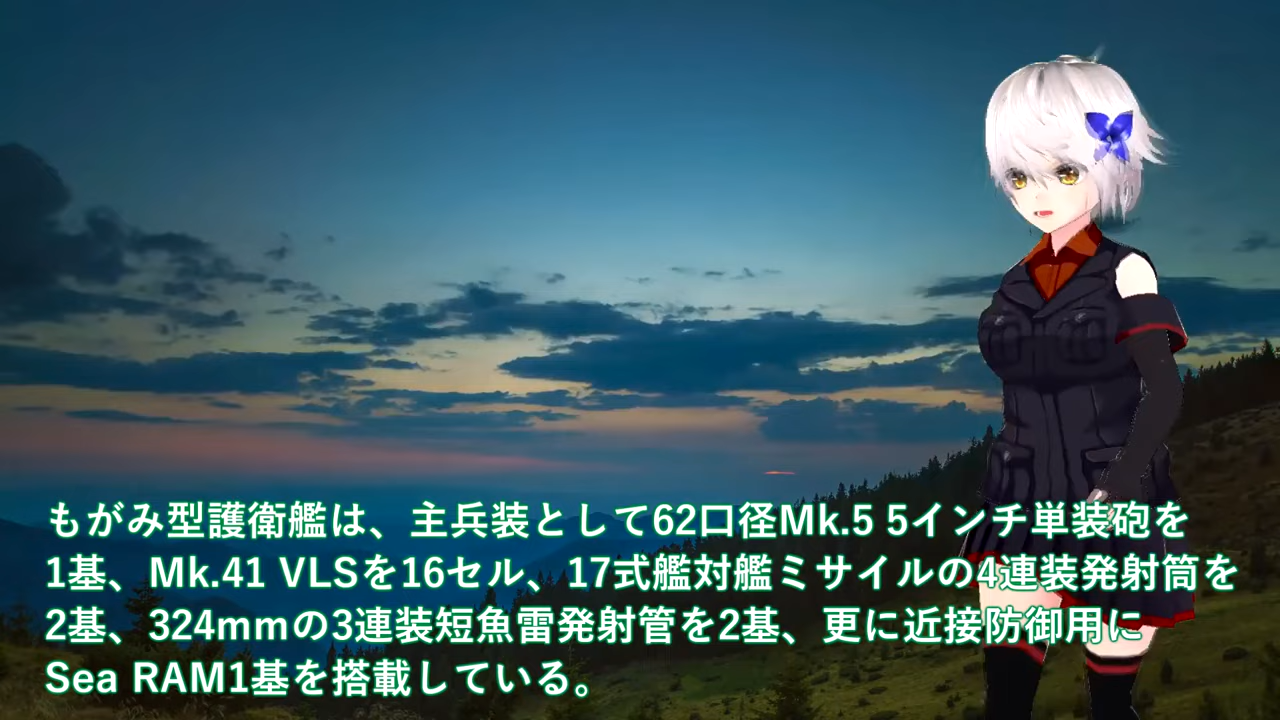 もがみ型護衛艦は、主兵装として62口径Mk.5 5インチ単装砲を
1基、Mk.41 VLSを16セル、17式艦対艦ミサイルの4連装発射筒を
2基、324mmの3連装短魚雷発射管を2基、更に近接防御用に
Sea RAM1基を搭載している。